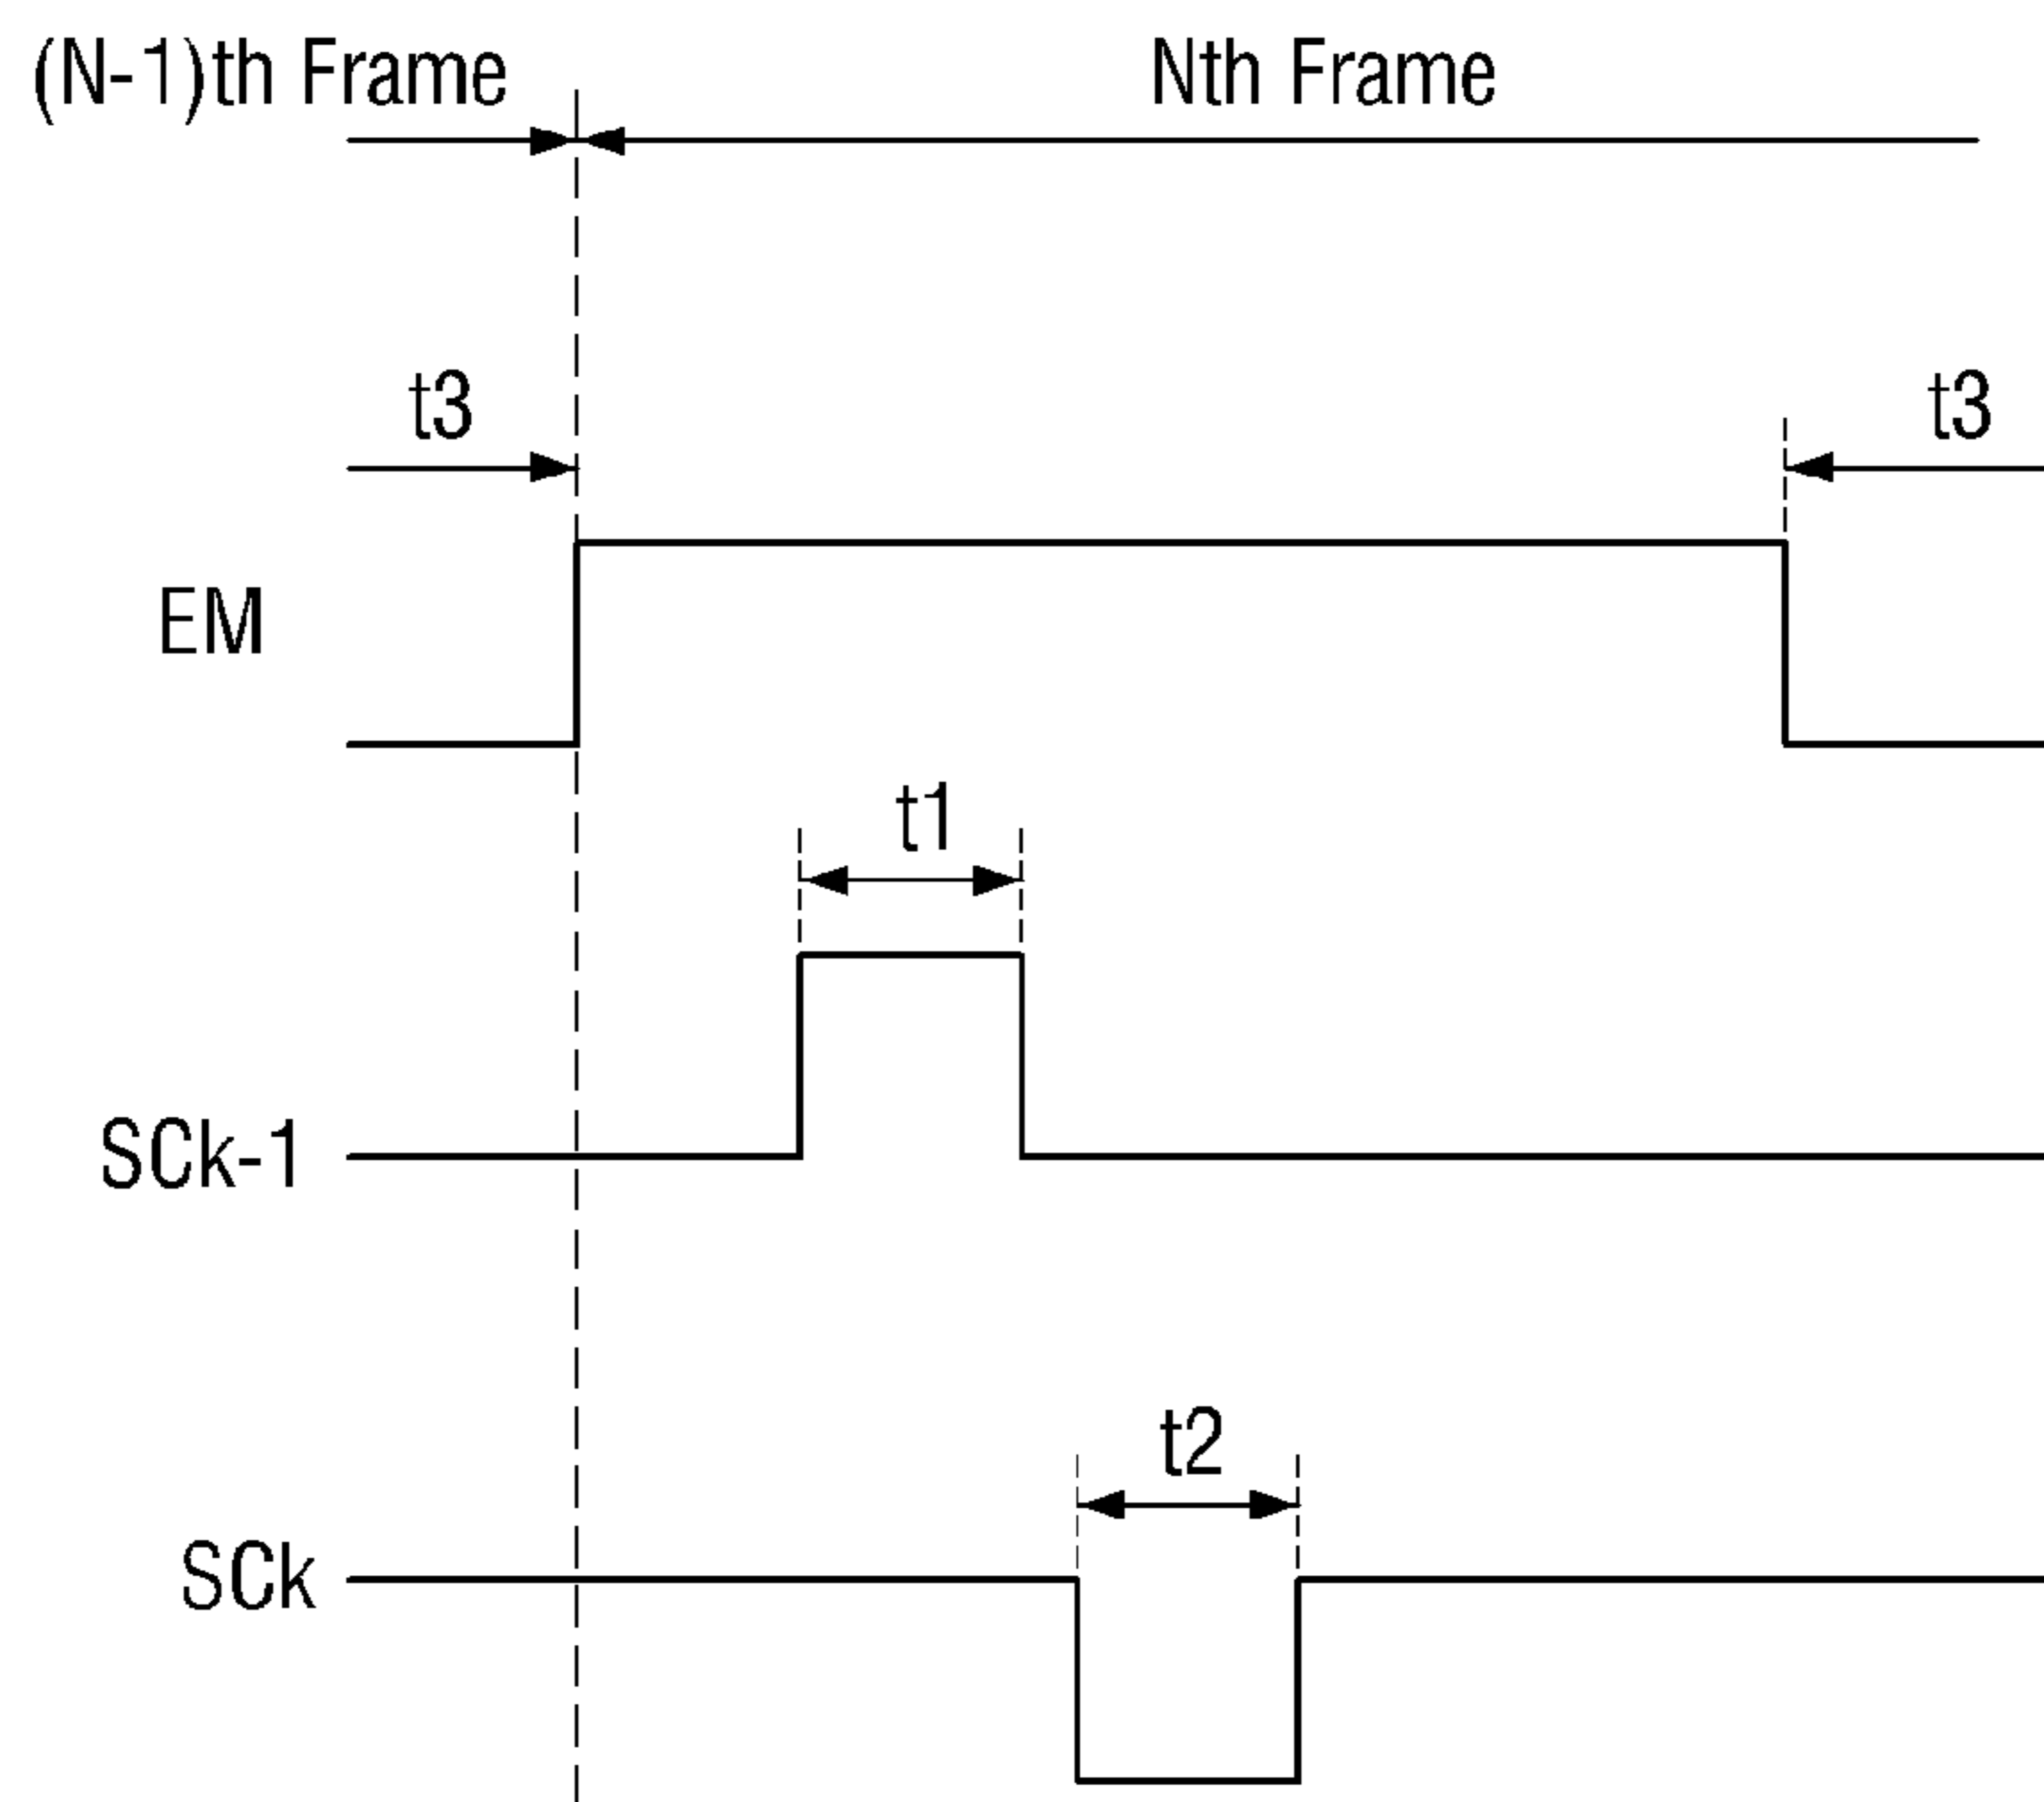 (N-1)th Frame Nth Frame
t3 t3
EM
t1
SCk-1
t2
SCk